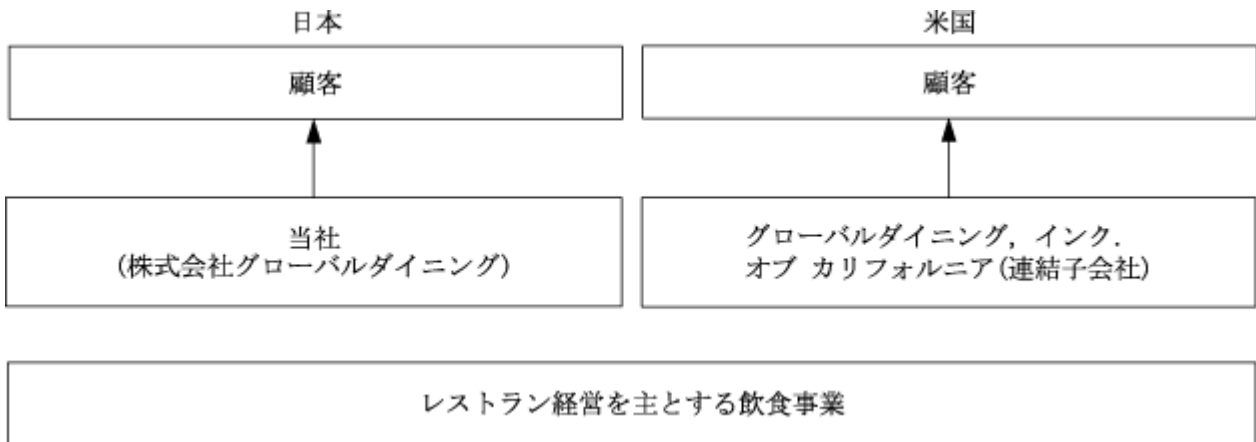 日本
米国
顧客
顧客
当社
(株式会社グローバルダイニング)
グローバルダイニング, インク.
オブ カリフォルニア(連結子会社)
レストラン経営を主とする飲食事業